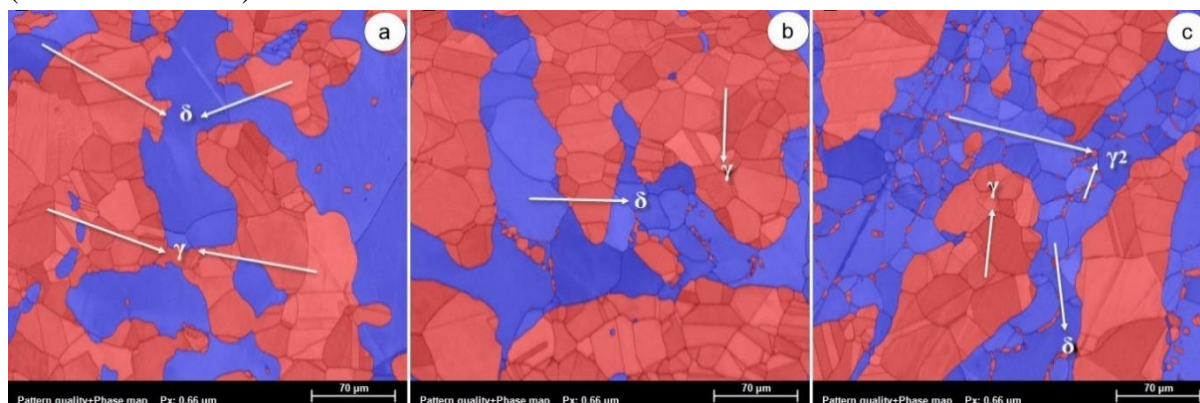 a
δ
γ
70 µm
Pattern quality+Phase map Px: 0.66 µm
b
γ
δ
70 µm
Pattern quality+Phase map Px: 0.66 µm
c
γ2
γ
δ
70 µm
Pattern quality+Phase map Px: 0.66 µm